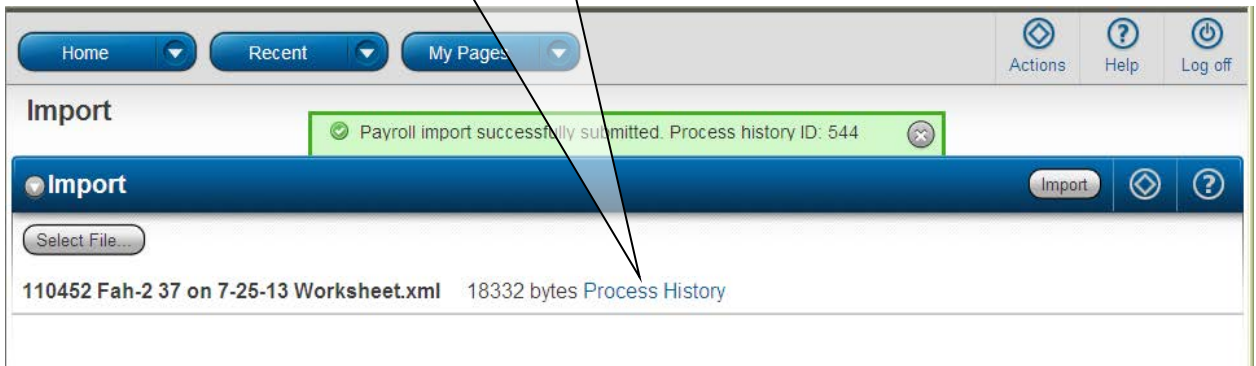 Home Recent My Pages
Actions Help Log off
Import
Payroll import successfully submitted. Process history ID: 544
Import Import
Select File...
110452 Fah-2 37 on 7-25-13 Worksheet.xml 18332 bytes Process History